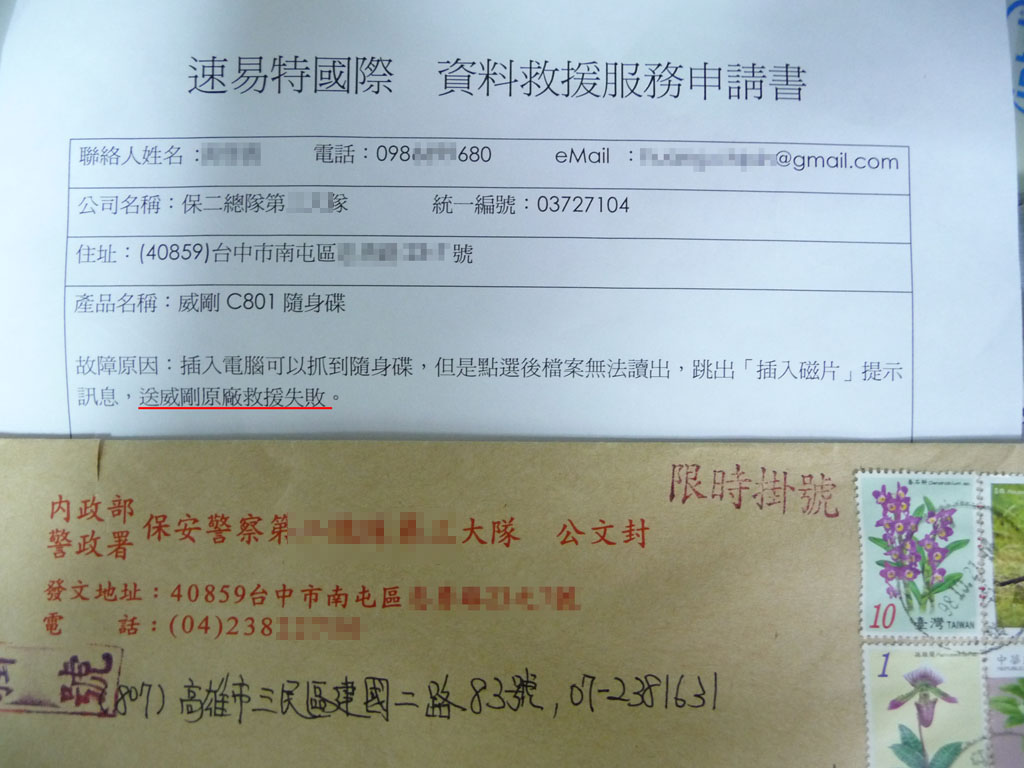 速易特國際 資料救援服務申請書
聯絡人姓名： 電話：098 680 eMail ： @gmail.com
公司名稱：保二總隊第 隊 統一編號：03727104
住址：(40859)台中市南屯區 號
產品名稱：威剛 C801 隨身碟
故障原因：插入電腦可以抓到隨身碟，但是點選後檔案無法讀出，跳出「插入磁片」提示
訊息，送威剛原廠救援失敗。
限時掛號
內政部
警政署
保安警察第 大隊 公文封
發文地址：40859台中市南屯區
電 話：(04)238
掛號
(807) 高雄市三民區建國二路83號, 07-2381631
10 臺灣 TAIWAN
1
中華